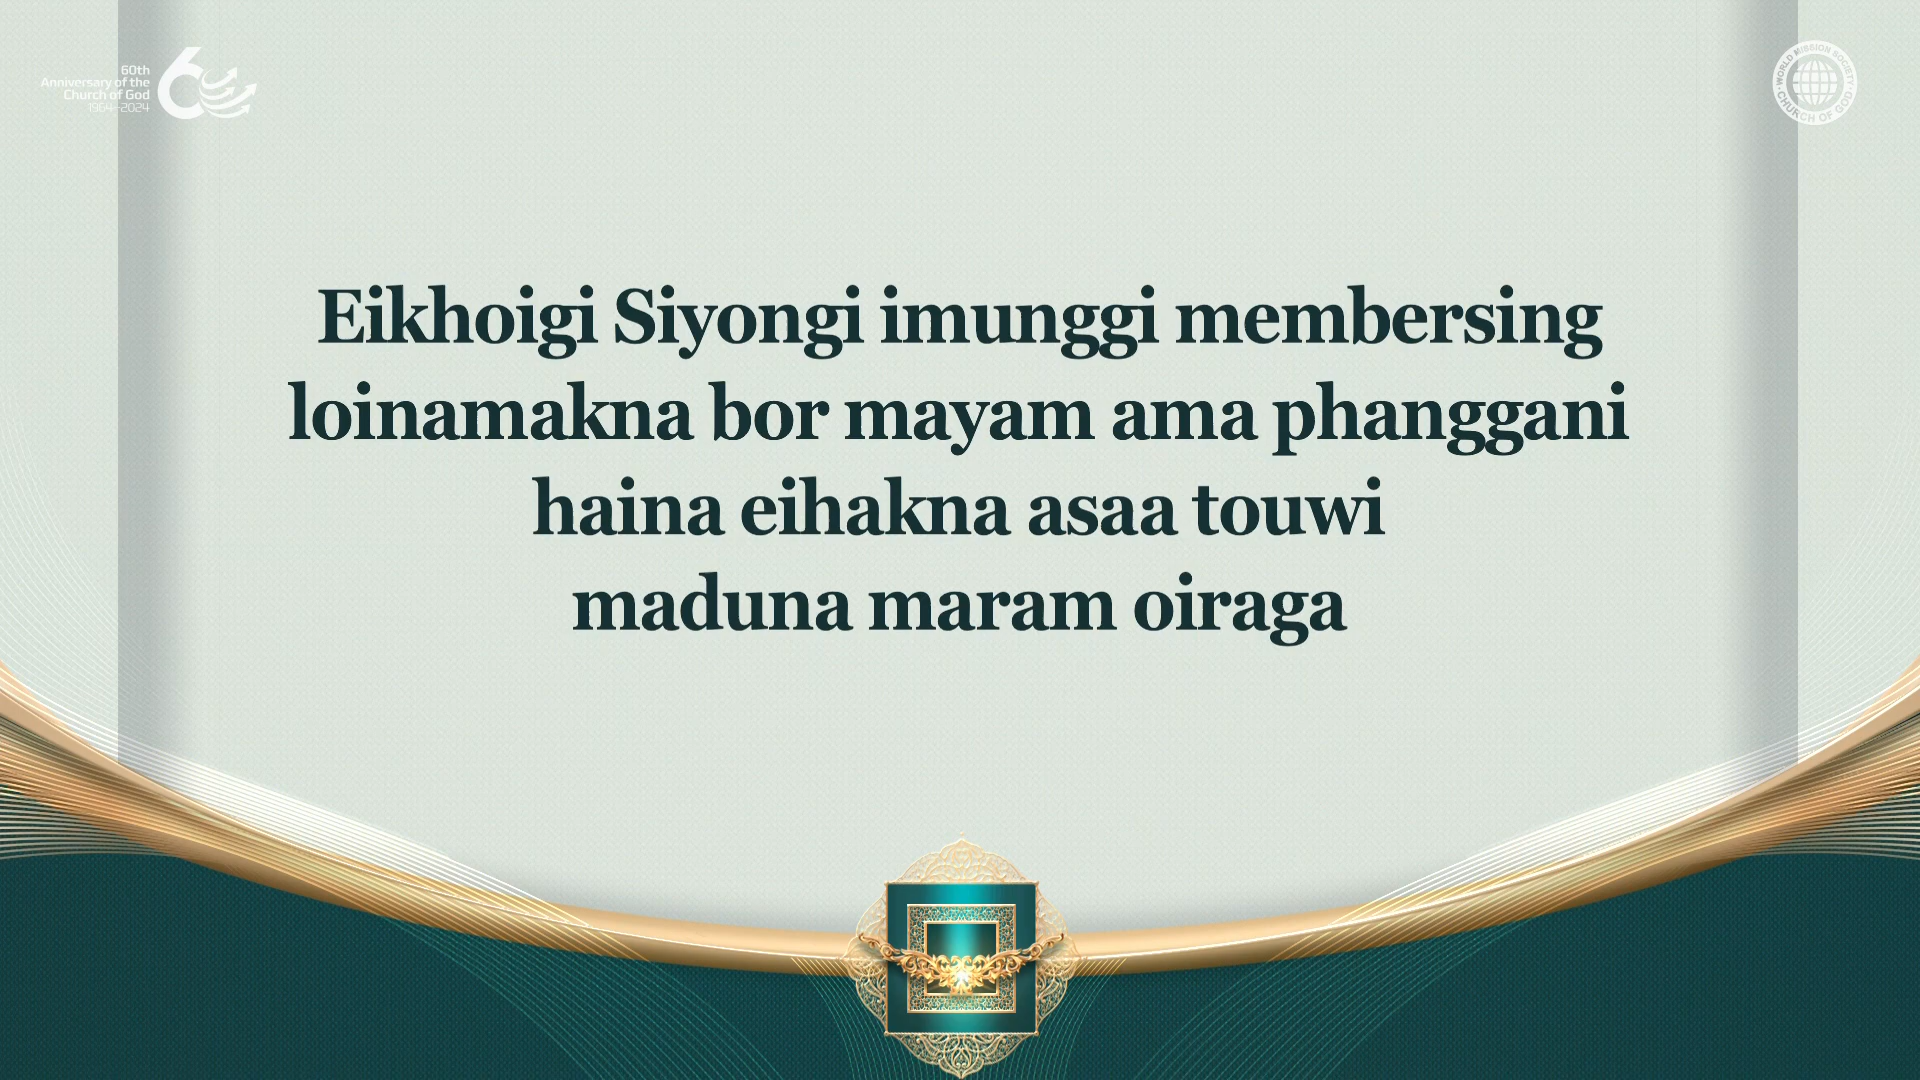 60th
Anniversary of the
Church of God
1964–2024
WORLD MISSION SOCIETY
CHURCH OF GOD
Eikhoigi Siyongi imunggi membersing
loinamakna bor mayam ama phanggani
haina eihakna asaa touwi
maduna maram oiraga